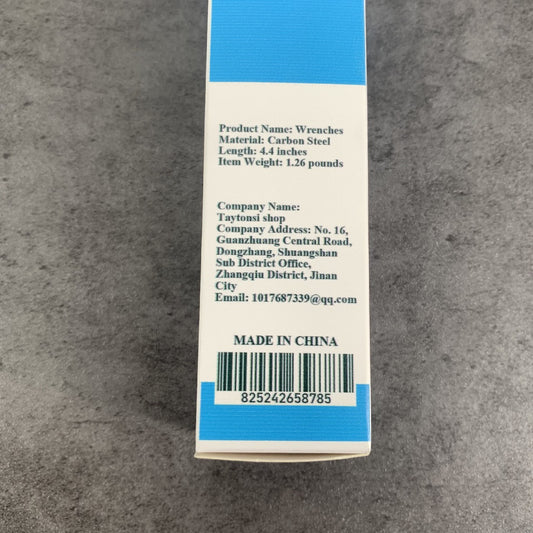 Product Name: Wrenches
Material: Carbon Steel
Length: 4.4 inches
Item Weight: 1.26 pounds
Company Name:
Taytonsi shop
Company Address: No. 16,
Guanzhuang Central Road,
Dongzhang, Shuangshan
Sub District Office,
Zhangqiu District, Jinan
City
Email: 1017687339@qq.com
MADE IN CHINA
825242658785